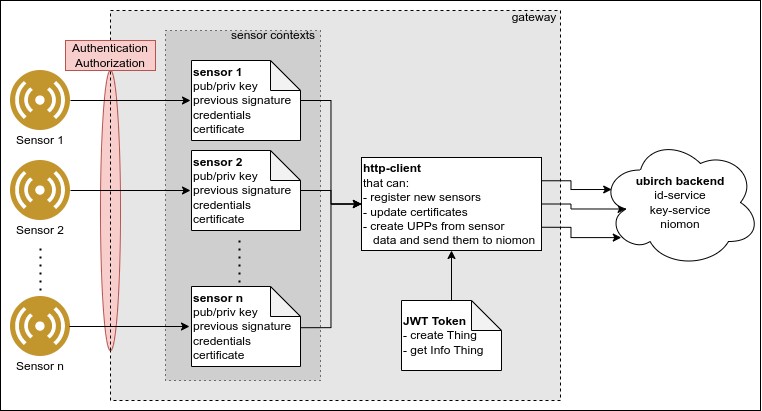 gateway
sensor contexts
Authentication
Authorization
Sensor 1
sensor 1
pub/priv key
previous signature
credentials
certificate
Sensor 2
sensor 2
pub/priv key
previous signature
credentials
certificate
Sensor n
sensor n
pub/priv key
previous signature
credentials
certificate
http-client
that can:
- register new sensors
- update certificates
- create UPPs from sensor
data and send them to niomon
JWT Token
- create Thing
- get Info Thing
ubirch backend
id-service
key-service
niomon